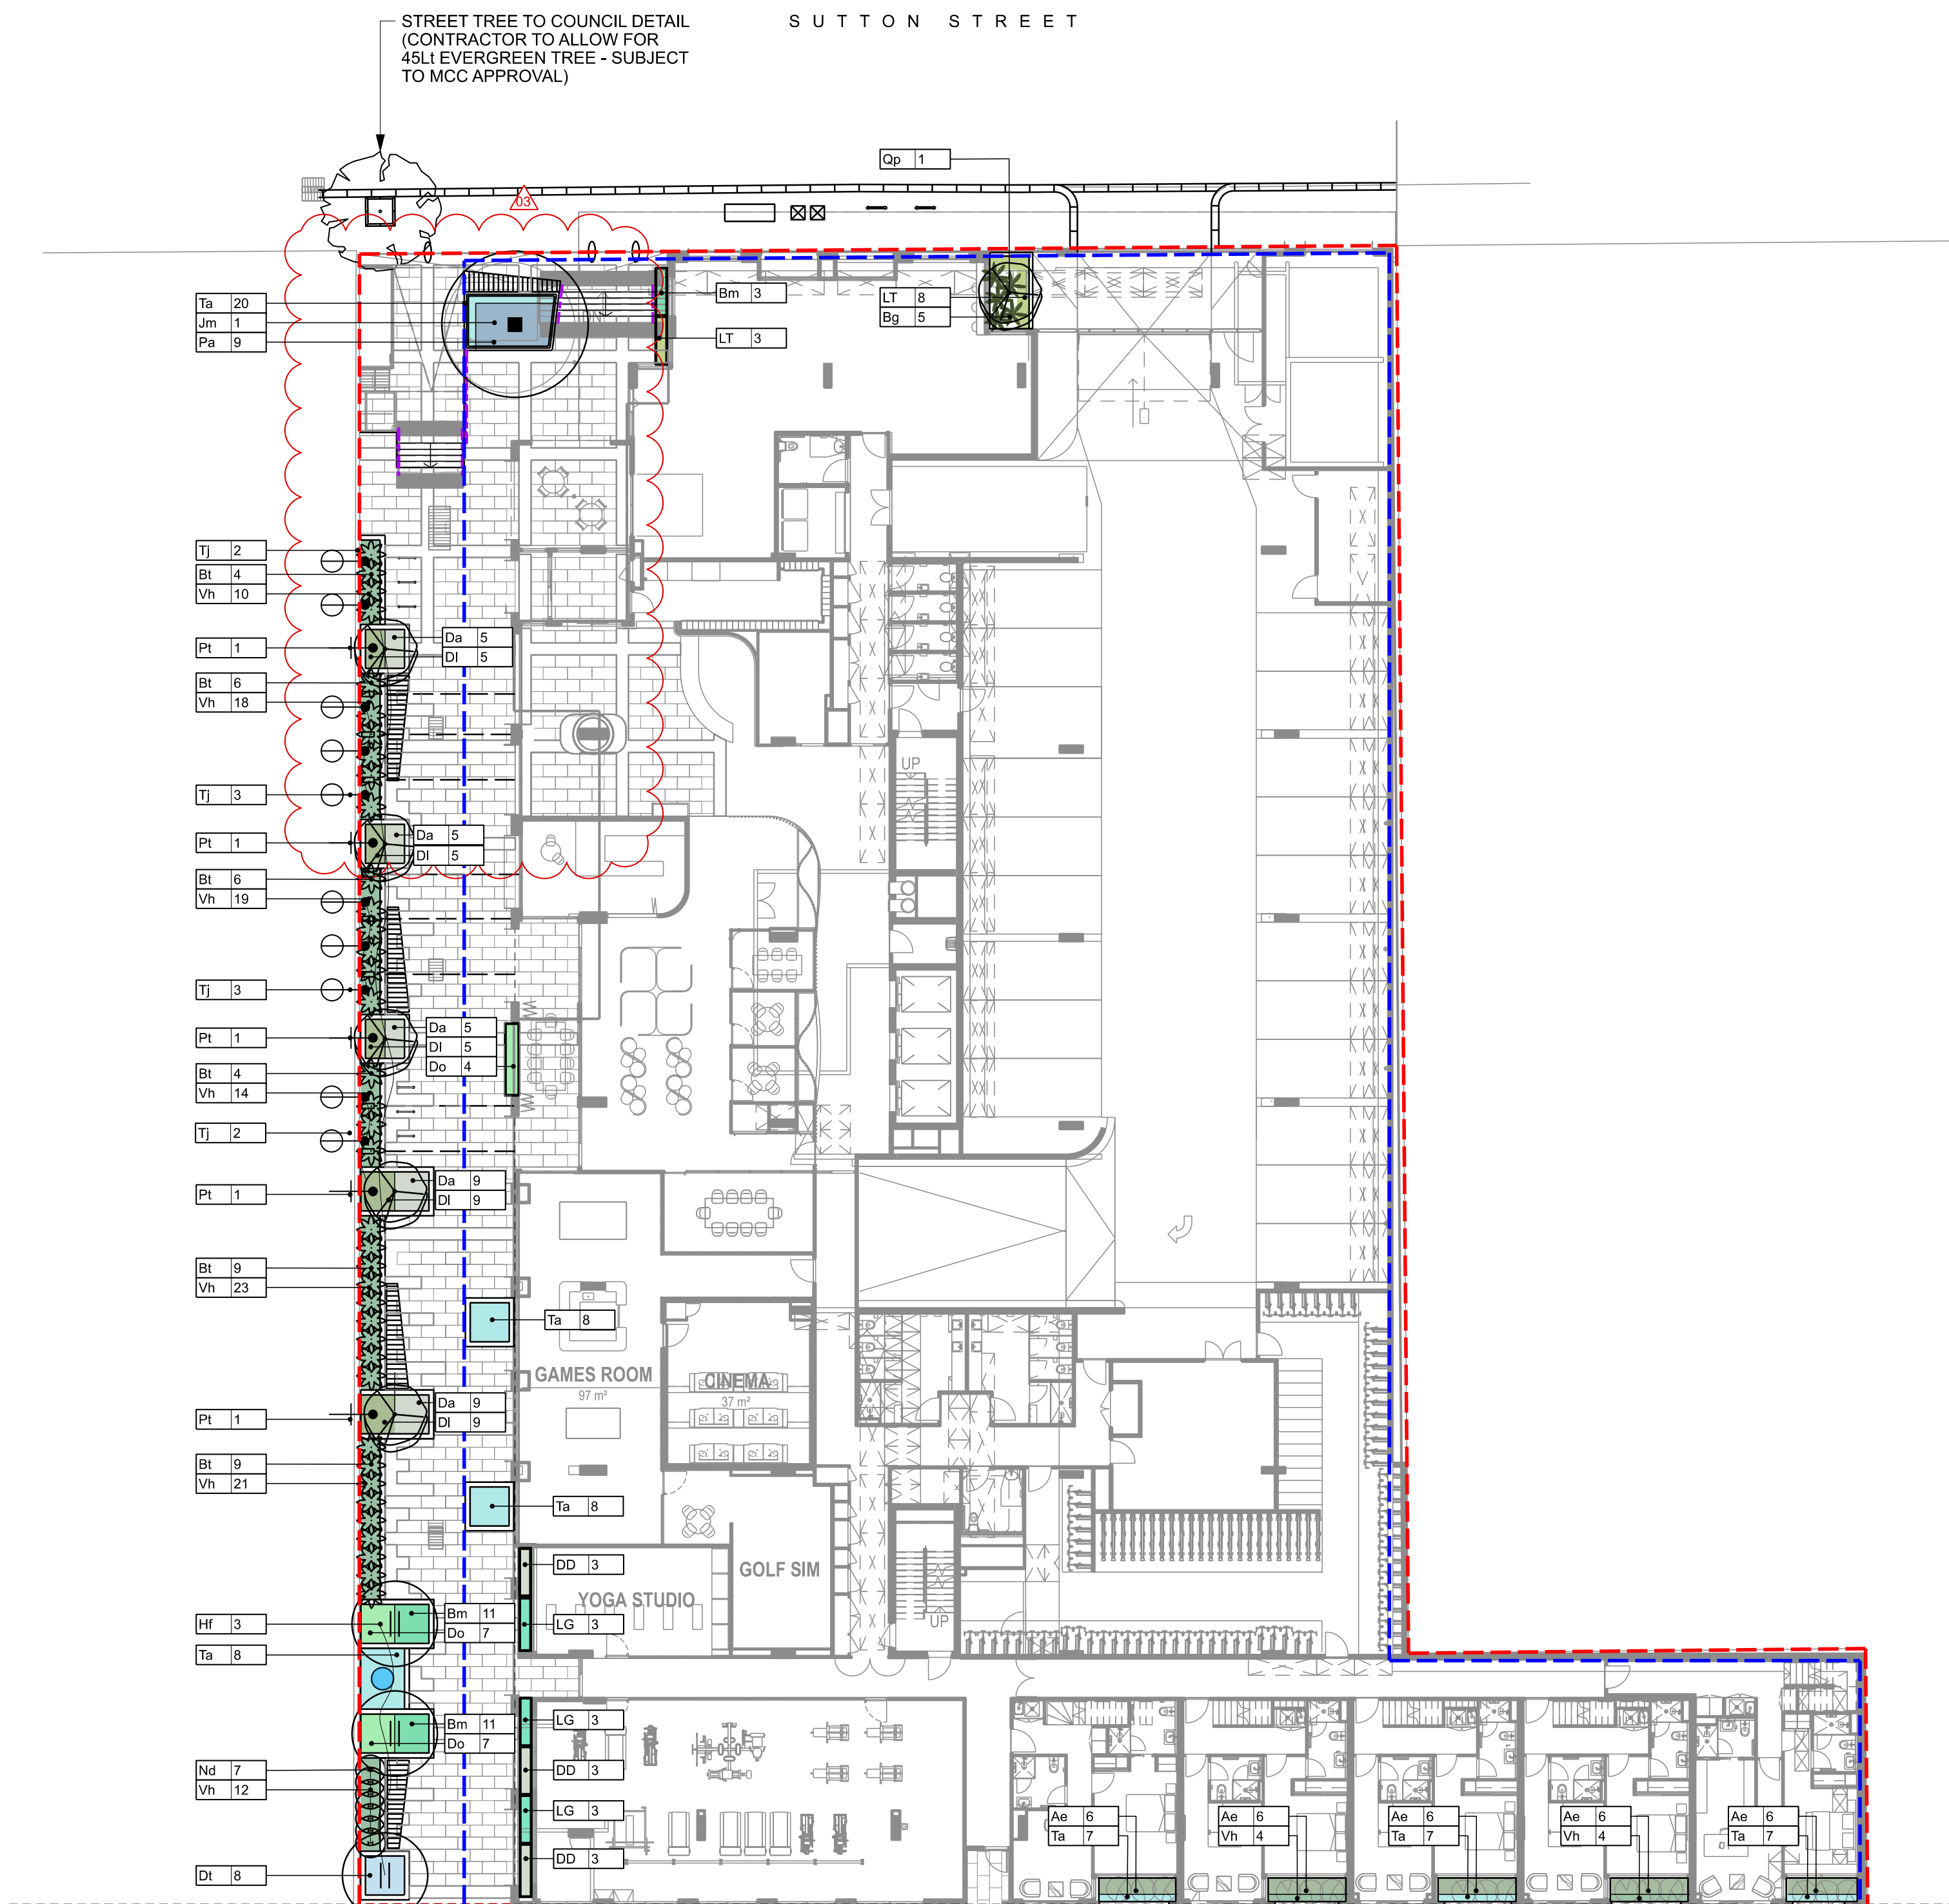 STREET TREE TO COUNCIL DETAIL
(CONTRACTOR TO ALLOW FOR
45Lt EVERGREEN TREE - SUBJECT
TO MCC APPROVAL)
SUTTON STREET
Qp 1
03
Ta 20
Jm 1
Pa 9
Bm 3
LT 3
LT 8
Bg 5
Tj 2
Bt 4
Vh 10
Pt 1
Da 5
Dl 5
Bt 6
Vh 18
UP
Tj 3
Pt 1
Da 5
Dl 5
Bt 6
Vh 19
Tj 3
Pt 1
Da 5
Dl 5
Do 4
Bt 4
Vh 14
Tj 2
Pt 1
Da 9
Dl 9
Bt 9
Vh 23
Ta 8
GAMES ROOM
97 m²
CINEMA
37 m²
Pt 1
Da 9
Dl 9
Bt 9
Vh 21
Ta 8
DD 3
GOLF SIM
YOGA STUDIO
LG 3
UP
Hf 3
Bm 11
Do 7
Ta 8
Bm 11
Do 7
LG 3
Nd 7
Vh 12
DD 3
LG 3
DD 3
Dt 8
Ae 6
Ta 7
Ae 6
Vh 4
Ae 6
Ta 7
Ae 6
Vh 4
Ae 6
Ta 7